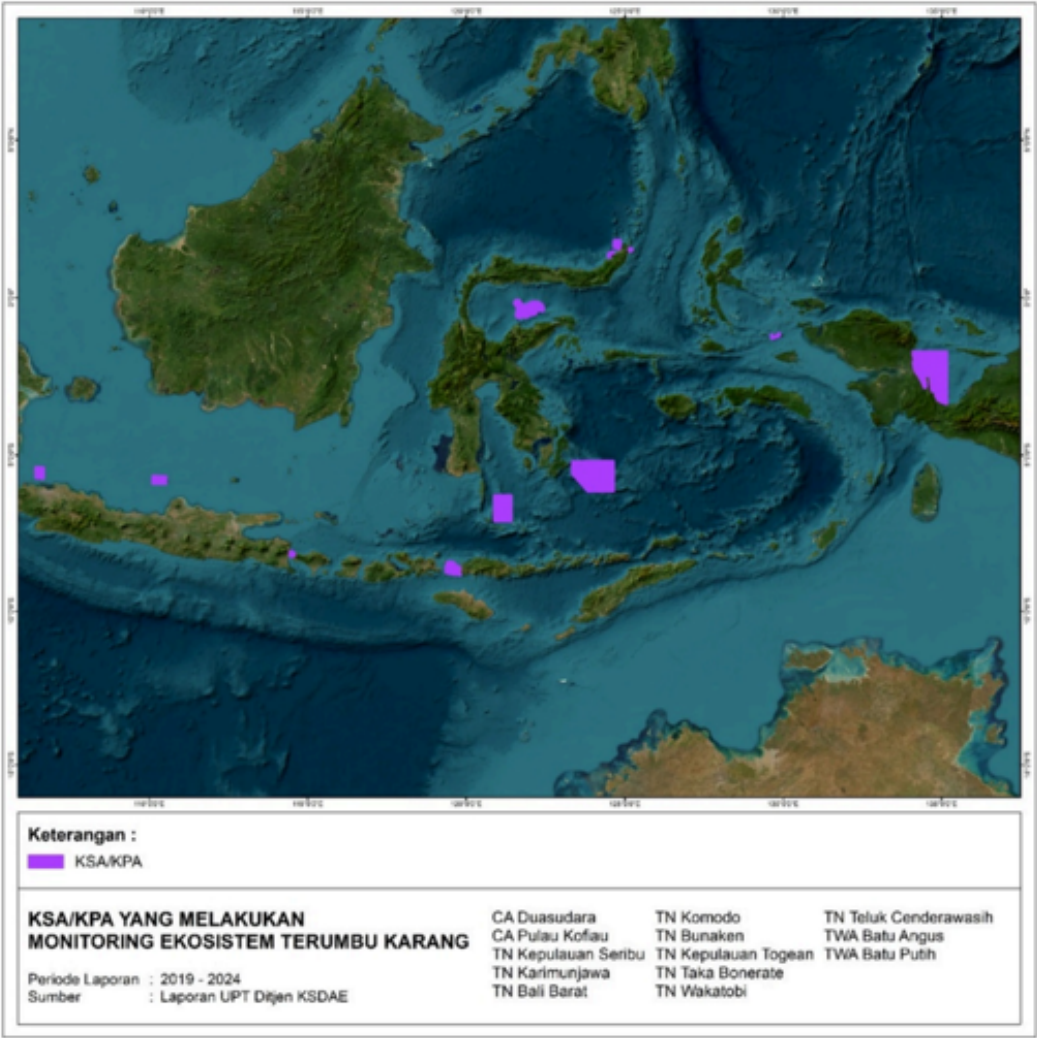 Keterangan :
KSA/KPA
KSA/KPA YANG MELAKUKAN
MONITORING EKOSISTEM TERUMBU KARANG
Periode Laporan : 2019 - 2024
Sumber : Laporan UPT Ditjen KSDAE
CA Duasudara
CA Pulau Kofiau
TN Kepulauan Seribu
TN Karimunjawa
TN Bali Barat
TN Komodo
TN Bunaken
TN Kepulauan Togean
TN Taka Bonerate
TN Wakatobi
TN Teluk Cenderawasih
TWA Batu Angus
TWA Batu Putih